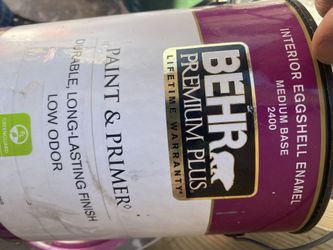 BEHR
PREMIUM PLUS
LIFETIME WARRANTY
INTERIOR EGGSHELL ENAMEL
MEDIUM BASE
2400
PAINT & PRIMER
DURABLE, LONG-LASTING FINISH
LOW ODOR
GREENGUARD